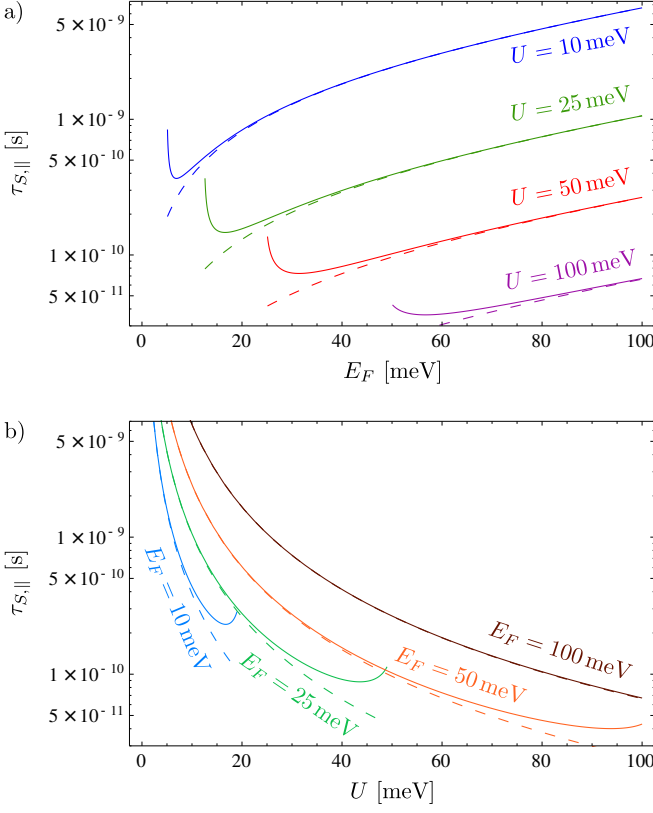 a)
5 × 10⁻⁹
1 × 10⁻⁹
5 × 10⁻¹⁰
1 × 10⁻¹⁰
5 × 10⁻¹¹
τ_{S,∥} [s]
U = 10 meV
U = 25 meV
U = 50 meV
U = 100 meV
0 20 40 60 80 100
E_F [meV]
b)
5 × 10⁻⁹
1 × 10⁻⁹
5 × 10⁻¹⁰
1 × 10⁻¹⁰
5 × 10⁻¹¹
τ_{S,∥} [s]
E_F = 10 meV
E_F = 25 meV
E_F = 50 meV
E_F = 100 meV
0 20 40 60 80 100
U [meV]